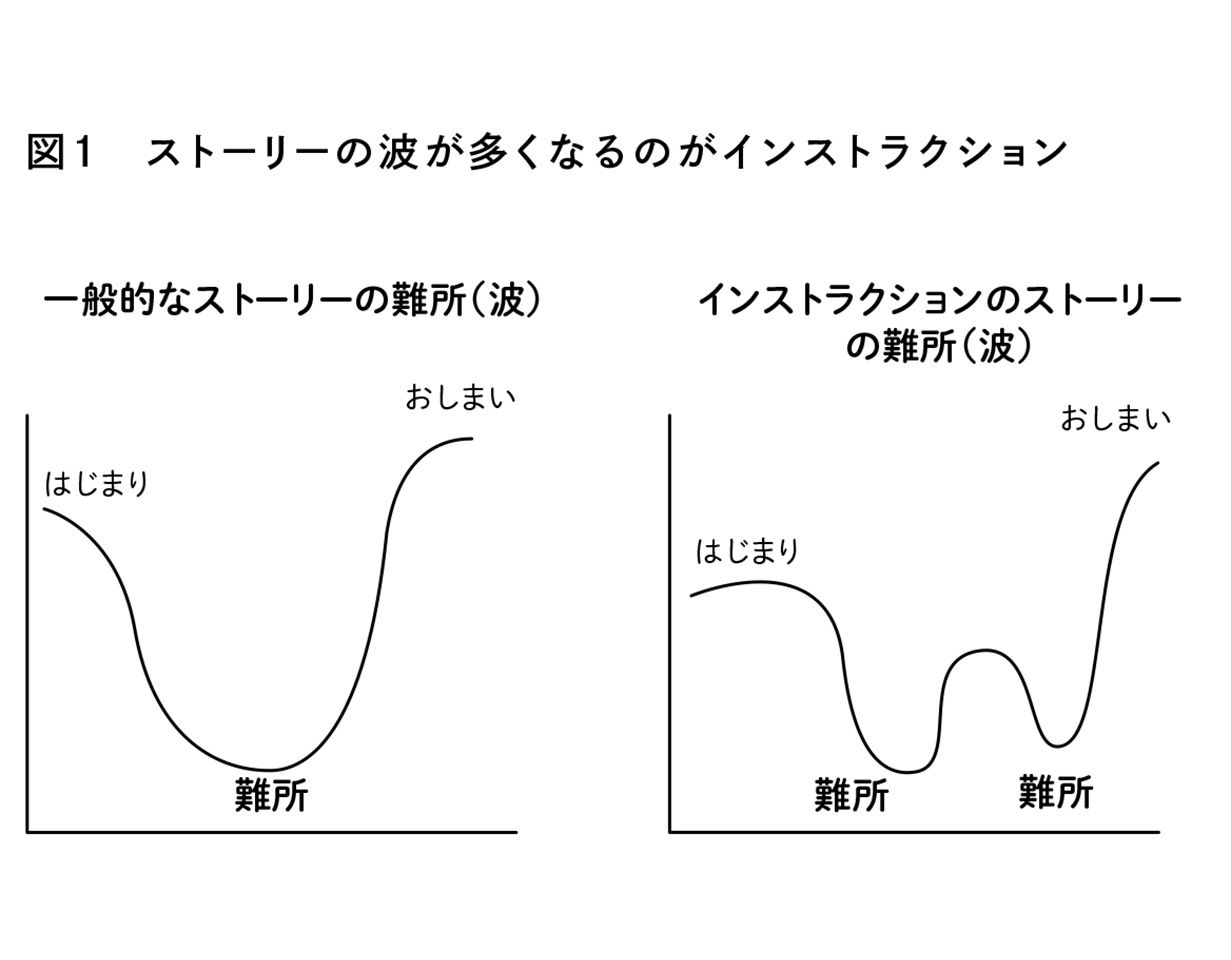 図1　ストーリーの波が多くなるのがインストラクション
一般的なストーリーの難所（波）
はじまり
おしまい
難所
インストラクションのストーリー
の難所（波）
はじまり
おしまい
難所
難所